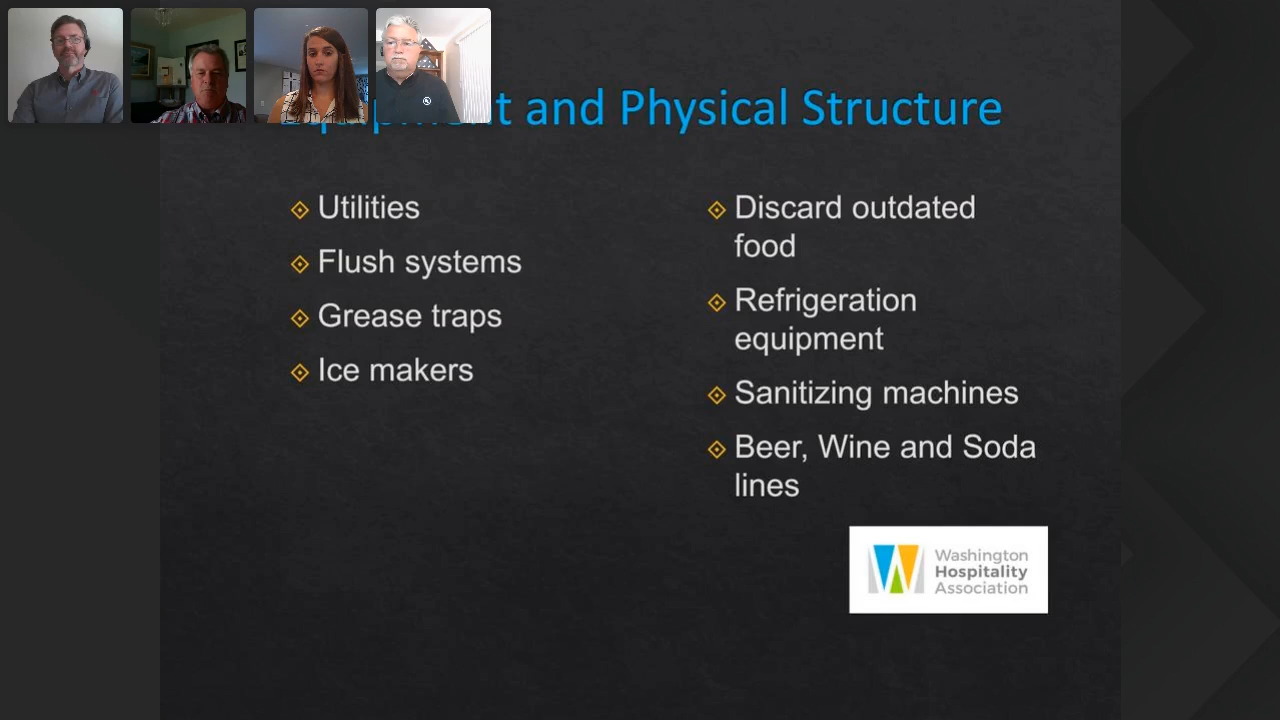 Equipment and Physical Structure
Utilities
Flush systems
Grease traps
Ice makers
Discard outdated
food
Refrigeration
equipment
Sanitizing machines
Beer, Wine and Soda
lines
Washington
Hospitality
Association